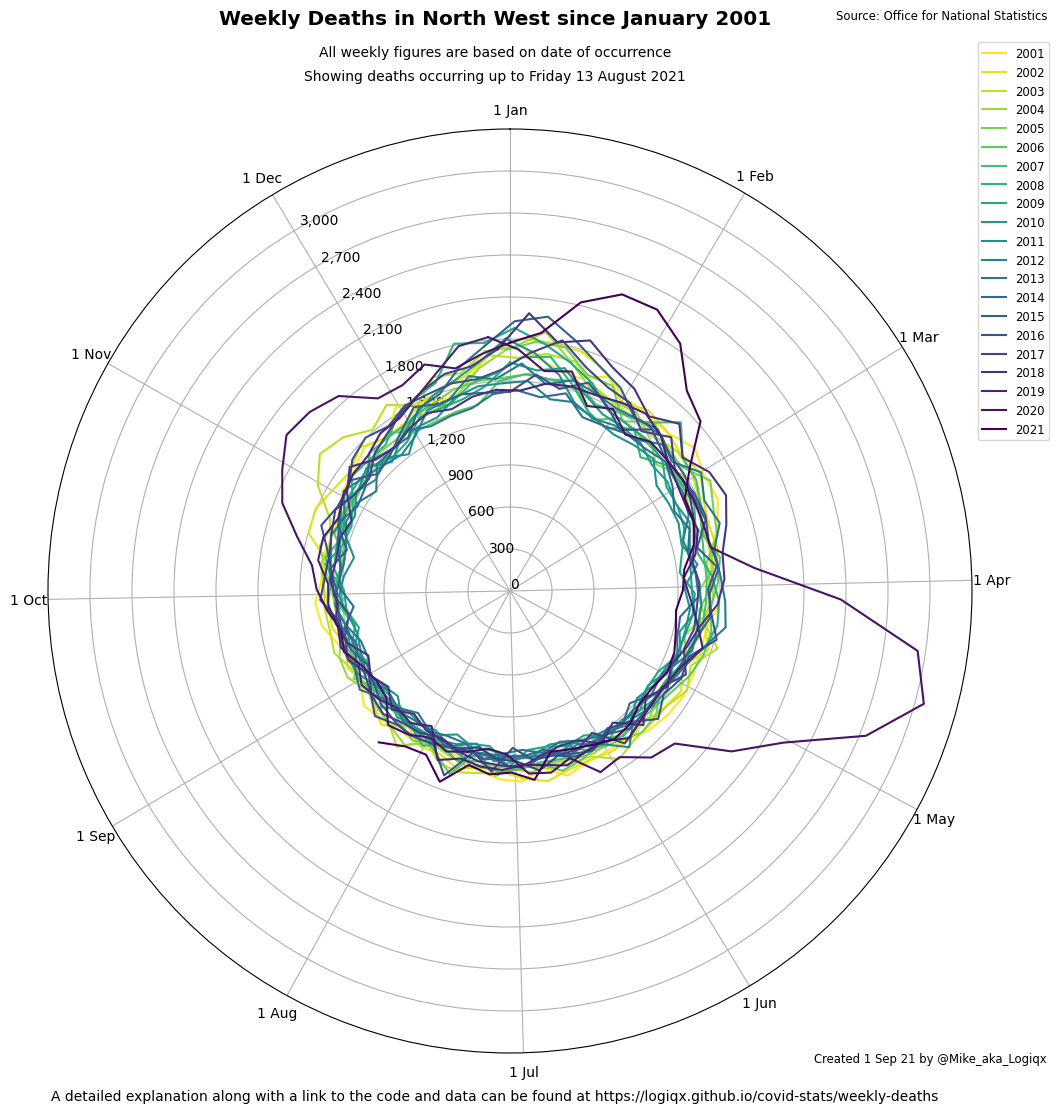 Weekly Deaths in North West since January 2001
Source: Office for National Statistics
All weekly figures are based on date of occurrence
Showing deaths occurring up to Friday 13 August 2021
2001
2002
2003
2004
2005
2006
2007
2008
2009
2010
2011
2012
2013
2014
2015
2016
2017
2018
2019
2020
2021
1 Jan
1 Feb
1 Mar
1 Apr
1 May
1 Jun
1 Jul
1 Aug
1 Sep
1 Oct
1 Nov
1 Dec
3,000
2,700
2,400
2,100
1,800
1,200
900
600
300
0
Created 1 Sep 21 by @Mike_aka_Logiqx
A detailed explanation along with a link to the code and data can be found at https://logiqx.github.io/covid-stats/weekly-deaths